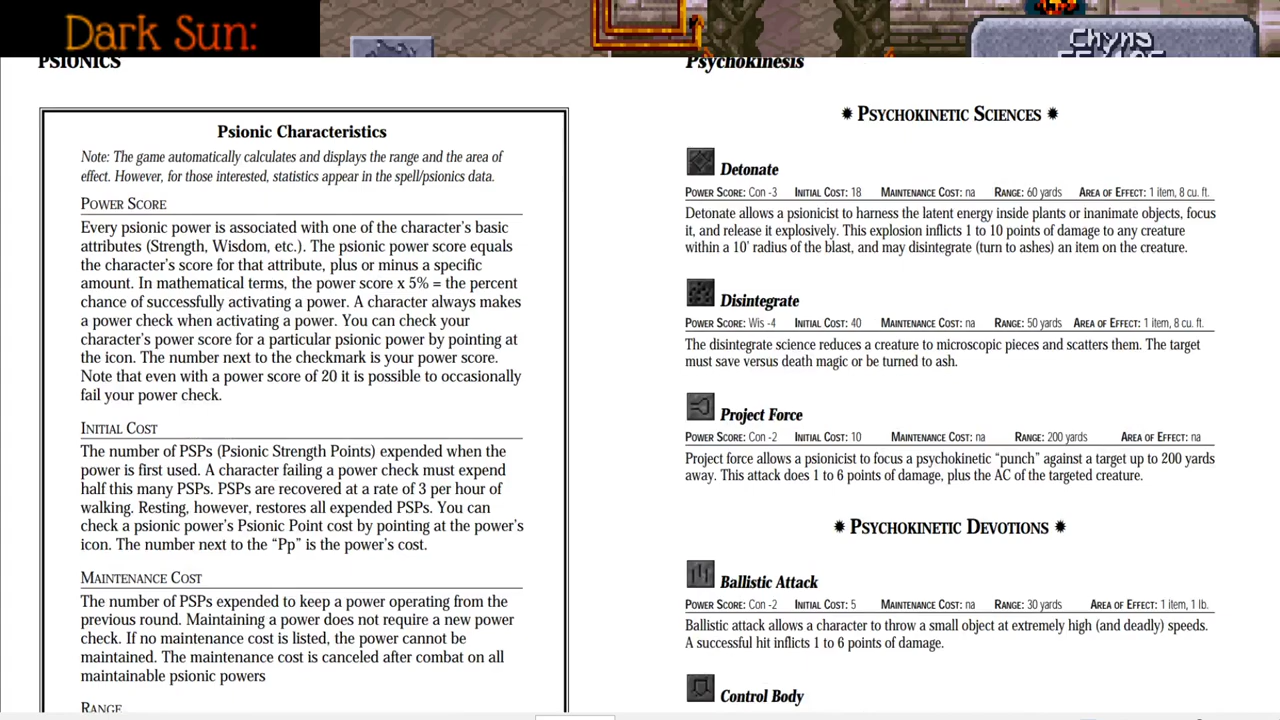 Dark Sun:
Chyns
PSIONICS
Psionic Characteristics
Note: The game automatically calculates and displays the range and the area of
effect. However, for those interested, statistics appear in the spell/psionics data.
POWER SCORE
Every psionic power is associated with one of the character's basic
attributes (Strength, Wisdom, etc.). The psionic power score equals
the character's score for that attribute, plus or minus a specific
amount. In mathematical terms, the power score x 5% = the percent
chance of successfully activating a power. A character always makes
a power check when activating a power. You can check your
character's power score for a particular psionic power by pointing at
the icon. The number next to the checkmark is your power score.
Note that even with a power score of 20 it is possible to occasionally
fail your power check.
INITIAL COST
The number of PSPs (Psionic Strength Points) expended when the
power is first used. A character failing a power check must expend
half this many PSPs. PSPs are recovered at a rate of 3 per hour of
walking. Resting, however, restores all expended PSPs. You can
check a psionic power's Psionic Point cost by pointing at the power's
icon. The number next to the “Pp” is the power's cost.
MAINTENANCE COST
The number of PSPs expended to keep a power operating from the
previous round. Maintaining a power does not require a new power
check. If no maintenance cost is listed, the power cannot be
maintained. The maintenance cost is canceled after combat on all
maintainable psionic powers
RANGE
Psychokinesis
PSYCHOKINETIC SCIENCES
Detonate
POWER SCORE: Con -3 INITIAL COST: 18 MAINTENANCE COST: na RANGE: 60 yards AREA OF EFFECT: 1 item, 8 cu. ft.
Detonate allows a psionicist to harness the latent energy inside plants or inanimate objects, focus
it, and release it explosively. This explosion inflicts 1 to 10 points of damage to any creature
within a 10' radius of the blast, and may disintegrate (turn to ashes) an item on the creature.
Disintegrate
POWER SCORE: Wis -4 INITIAL COST: 40 MAINTENANCE COST: na RANGE: 50 yards AREA OF EFFECT: 1 item, 8 cu. ft.
The disintegrate science reduces a creature to microscopic pieces and scatters them. The target
must save versus death magic or be turned to ash.
Project Force
POWER SCORE: Con -2 INITIAL COST: 10 MAINTENANCE COST: na RANGE: 200 yards AREA OF EFFECT: na
Project force allows a psionicist to focus a psychokinetic “punch” against a target up to 200 yards
away. This attack does 1 to 6 points of damage, plus the AC of the targeted creature.
PSYCHOKINETIC DEVOTIONS
Ballistic Attack
POWER SCORE: Con -2 INITIAL COST: 5 MAINTENANCE COST: na RANGE: 30 yards AREA OF EFFECT: 1 item, 1 lb.
Ballistic attack allows a character to throw a small object at extremely high (and deadly) speeds.
A successful hit inflicts 1 to 6 points of damage.
Control Body